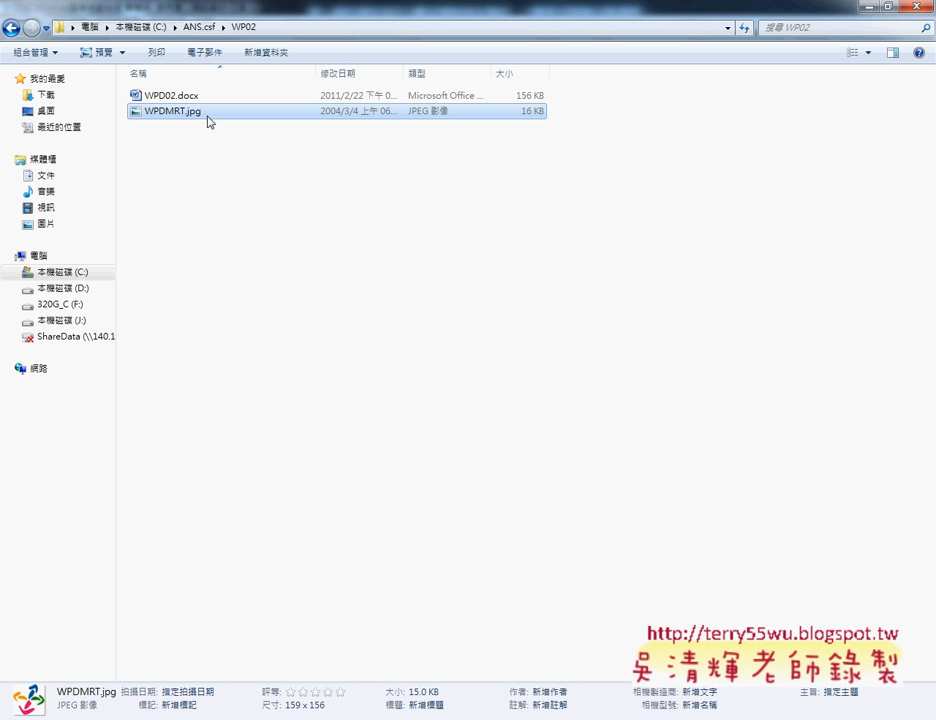 電腦 ▸ 本機磁碟 (C:) ▸ ANS.csf ▸ WP02
搜尋 WP02
組合管理 預覽 列印 電子郵件 新增資料夾
名稱 修改日期 類型 大小
WPD02.docx 2011/2/22 下午 0... Microsoft Office ... 156 KB
WPDMRT.jpg 2004/3/4 上午 06... JPEG 影像 16 KB
我的最愛
下載
桌面
最近的位置
媒體櫃
文件
音樂
視訊
圖片
電腦
本機磁碟 (C:)
本機磁碟 (D:)
320G_C (F:)
本機磁碟 (J:)
ShareData (\\140.1
網路
http://terry55wu.blogspot.tw
吳清輝老師錄製
WPDMRT.jpg 拍攝日期: 指定拍攝日期 評等: 大小: 15.0 KB 作者: 新增作者 相機製造商: 新增文字 主旨: 指定主題
JPEG 影像 標記: 新增標記 尺寸: 159 x 156 標題: 新增標題 註解: 新增註解 相機型號: 新增名稱